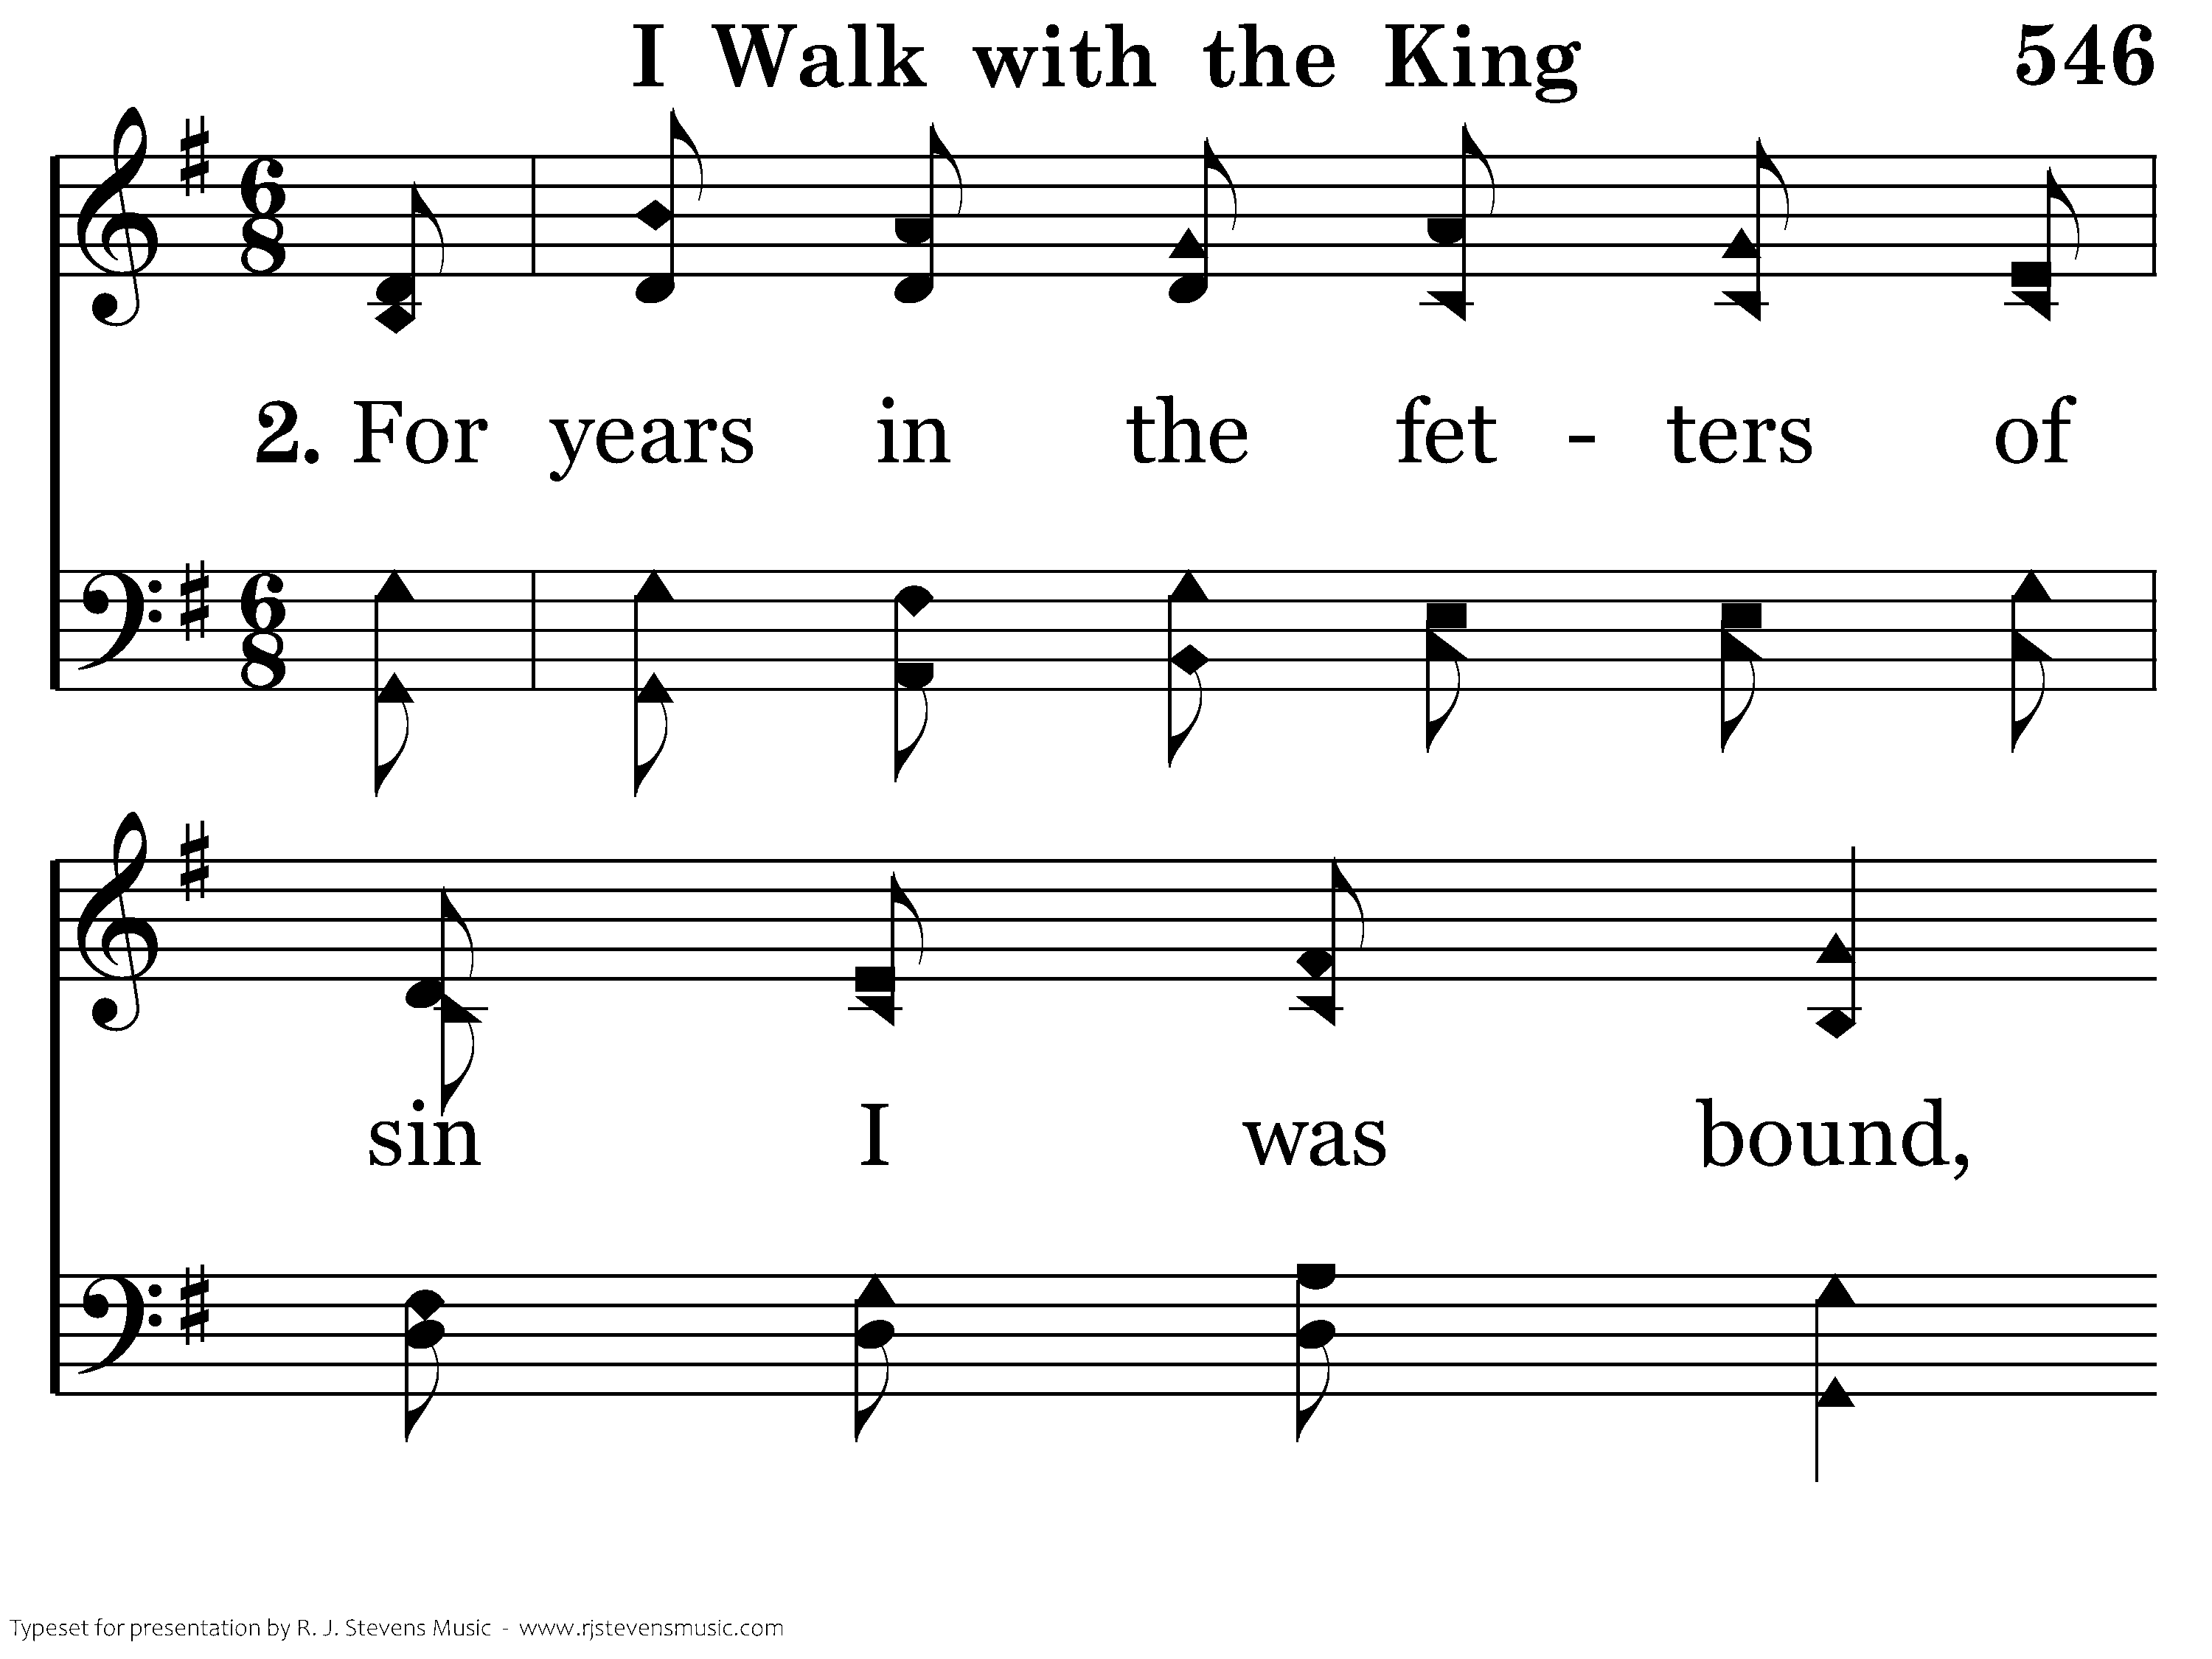 I Walk with the King 546
2. For years in the fet - ters of
sin I was bound,
Typeset for presentation by R. J. Stevens Music - www.rjstevensmusic.com